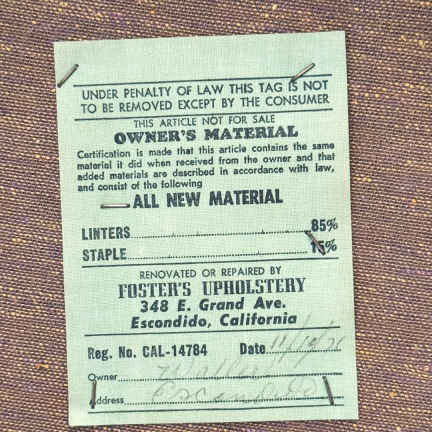 UNDER PENALTY OF LAW THIS TAG IS NOT
TO BE REMOVED EXCEPT BY THE CONSUMER
THIS ARTICLE NOT FOR SALE
OWNER'S MATERIAL
Certification is made that this article contains the same
material it did when received from the owner and that
added materials are described in accordance with law,
and consist of the following
ALL NEW MATERIAL
LINTERS 85%
STAPLE 15%
RENOVATED OR REPAIRED BY
FOSTER'S UPHOLSTERY
348 E. Grand Ave.
Escondido, California
Reg. No. CAL-14784 Date
Owner
Address